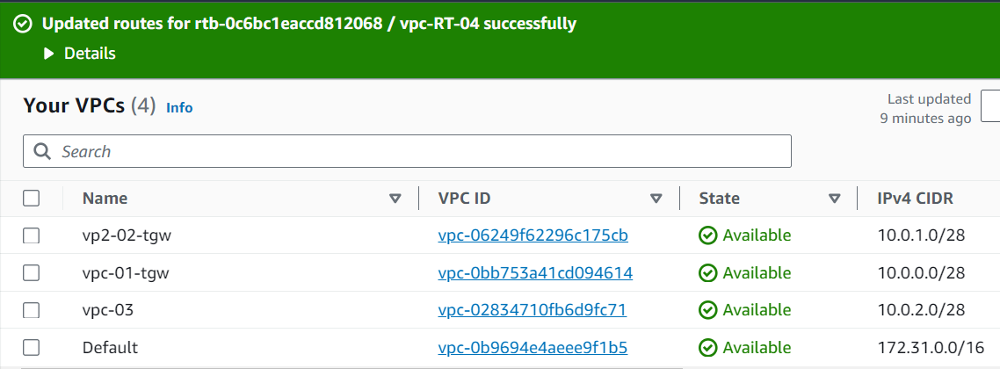 Updated routes for rtb-0c6bc1eaccd812068 / vpc-RT-04 successfully
Details
Your VPCs (4) Info
Last updated
9 minutes ago
Search
Name VPC ID State IPv4 CIDR
vp2-02-tgw vpc-06249f62296c175cb Available 10.0.1.0/28
vpc-01-tgw vpc-0bb753a41cd094614 Available 10.0.0.0/28
vpc-03 vpc-02834710fb6d9fc71 Available 10.0.2.0/28
Default vpc-0b9694e4aeee9f1b5 Available 172.31.0.0/16